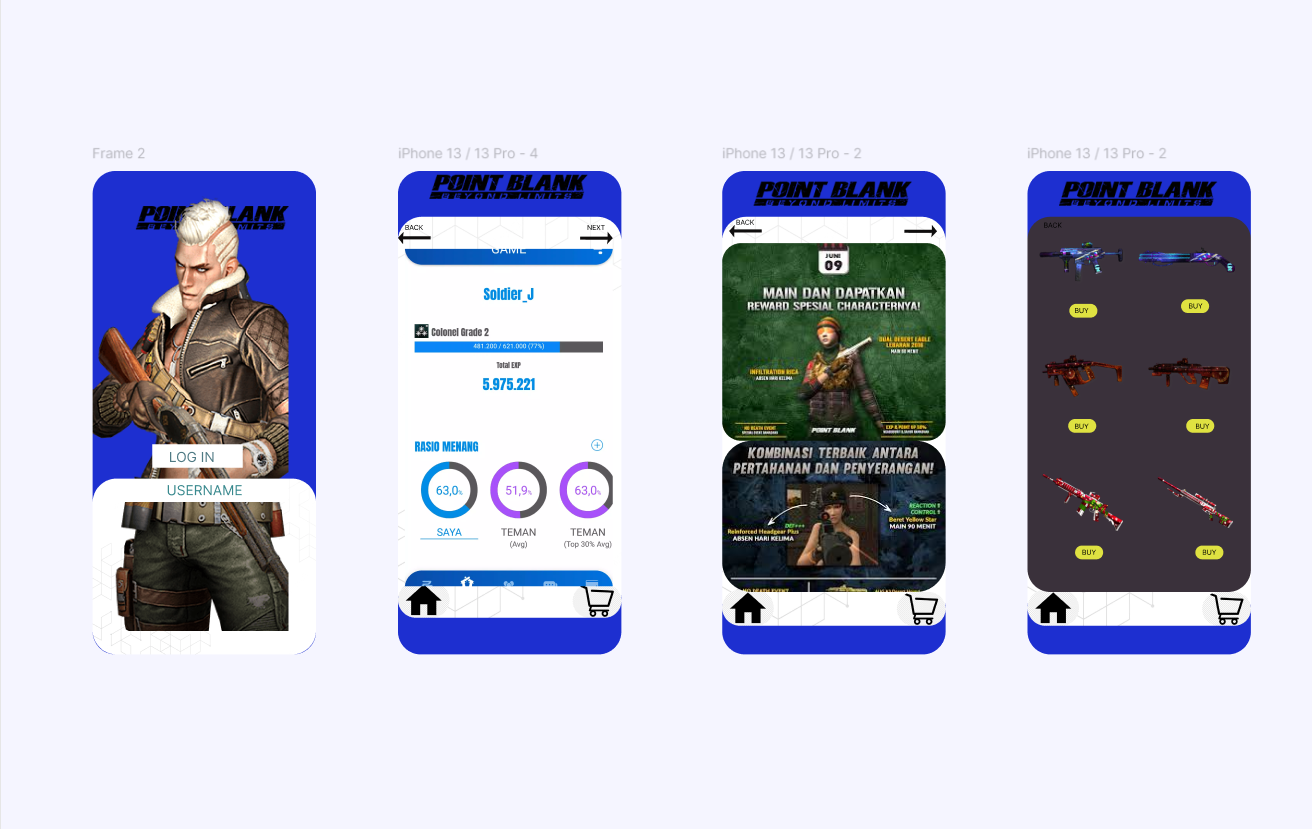 Frame 2
POINT BLANK
BEYOND LIMITS
LOG IN
USERNAME
iPhone 13 / 13 Pro - 4
POINT BLANK
BEYOND LIMITS
BACK
NEXT
GAME
Soldier_J
Colonel Grade 2
481.200 / 621.000 (77%)
Total EXP
5.975.221
RASIO MENANG
63,0%
51,9%
63,0%
SAYA
TEMAN
(Avg)
TEMAN
(Top 30% Avg)
iPhone 13 / 13 Pro - 2
POINT BLANK
BEYOND LIMITS
BACK
JUNI
09
MAIN DAN DAPATKAN
REWARD SPESIAL CHARACTERNYA!
DUAL DESERT EAGLE
LEBARAN 2016
MAIN 60 MENIT
INFILTRATION RICA
ABSEN HARI KELIMA
NO DEATH EVENT
POINT BLANK
EXP & POINT UP 50%
KOMBINASI TERBAIK ANTARA
PERTAHANAN DAN PENYERANGAN!
REACTION
CONTROL
DEF+++
Beret Yellow Star
MAIN 90 MENIT
Reinforced Headgear Plus
ABSEN HARI KELIMA
NO DEATH EVENT
iPhone 13 / 13 Pro - 2
POINT BLANK
BEYOND LIMITS
BACK
BUY
BUY
BUY
BUY
BUY
BUY